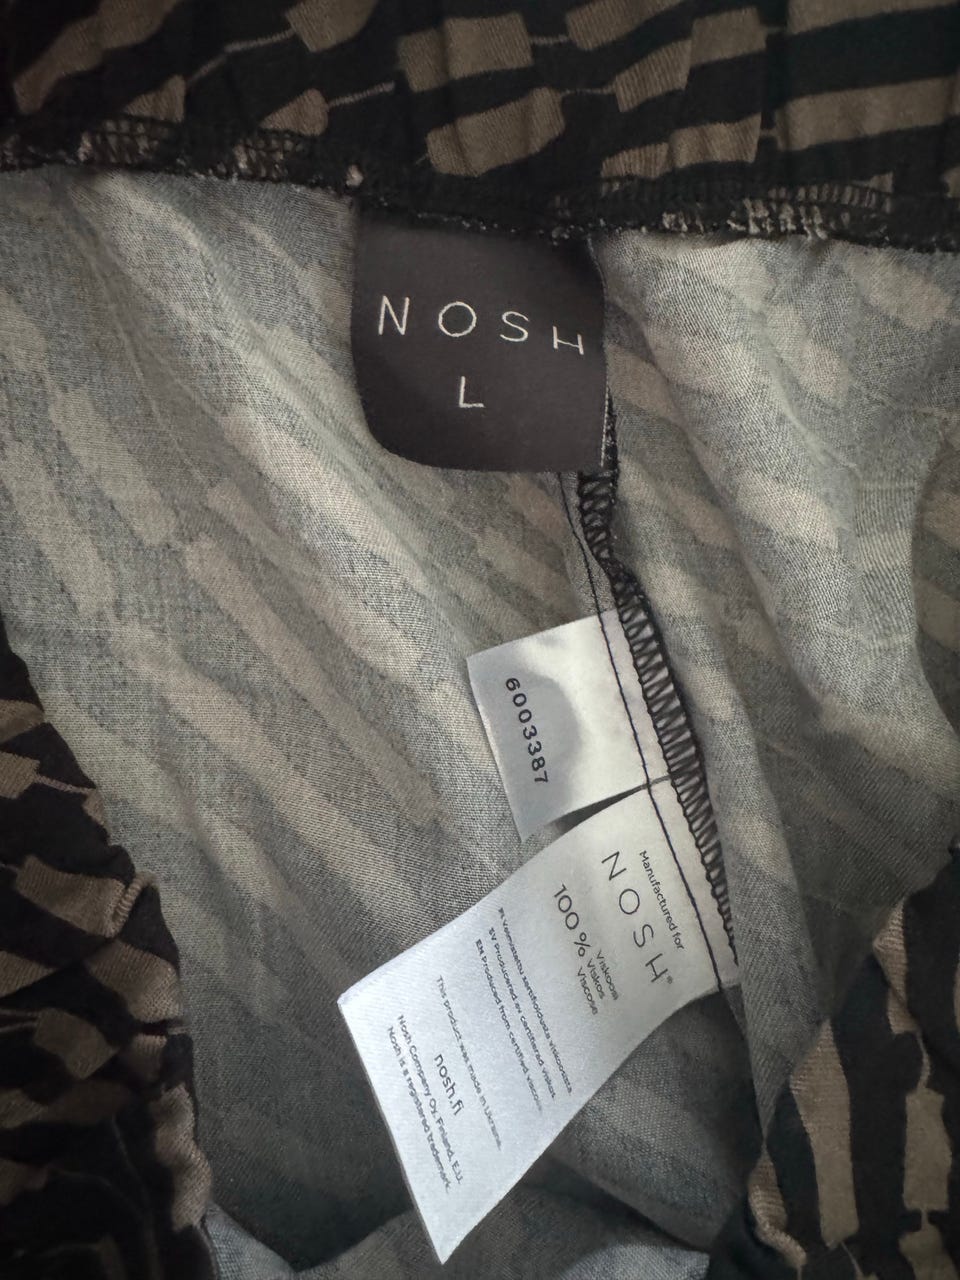 NOSH
L
6003387
Manufactured for
NOSH®
100 %
Viskoosi
Viskos
Viscose
FI Valmistettu sertifioidusta viskoosista
SV Producerad av certifierad viskos.
EN Produced from certified viscose.
This product was made in Ukraine.
nosh.fi
Nosh Company Oy, Finland, E.U.
Nosh is a registered trademark.